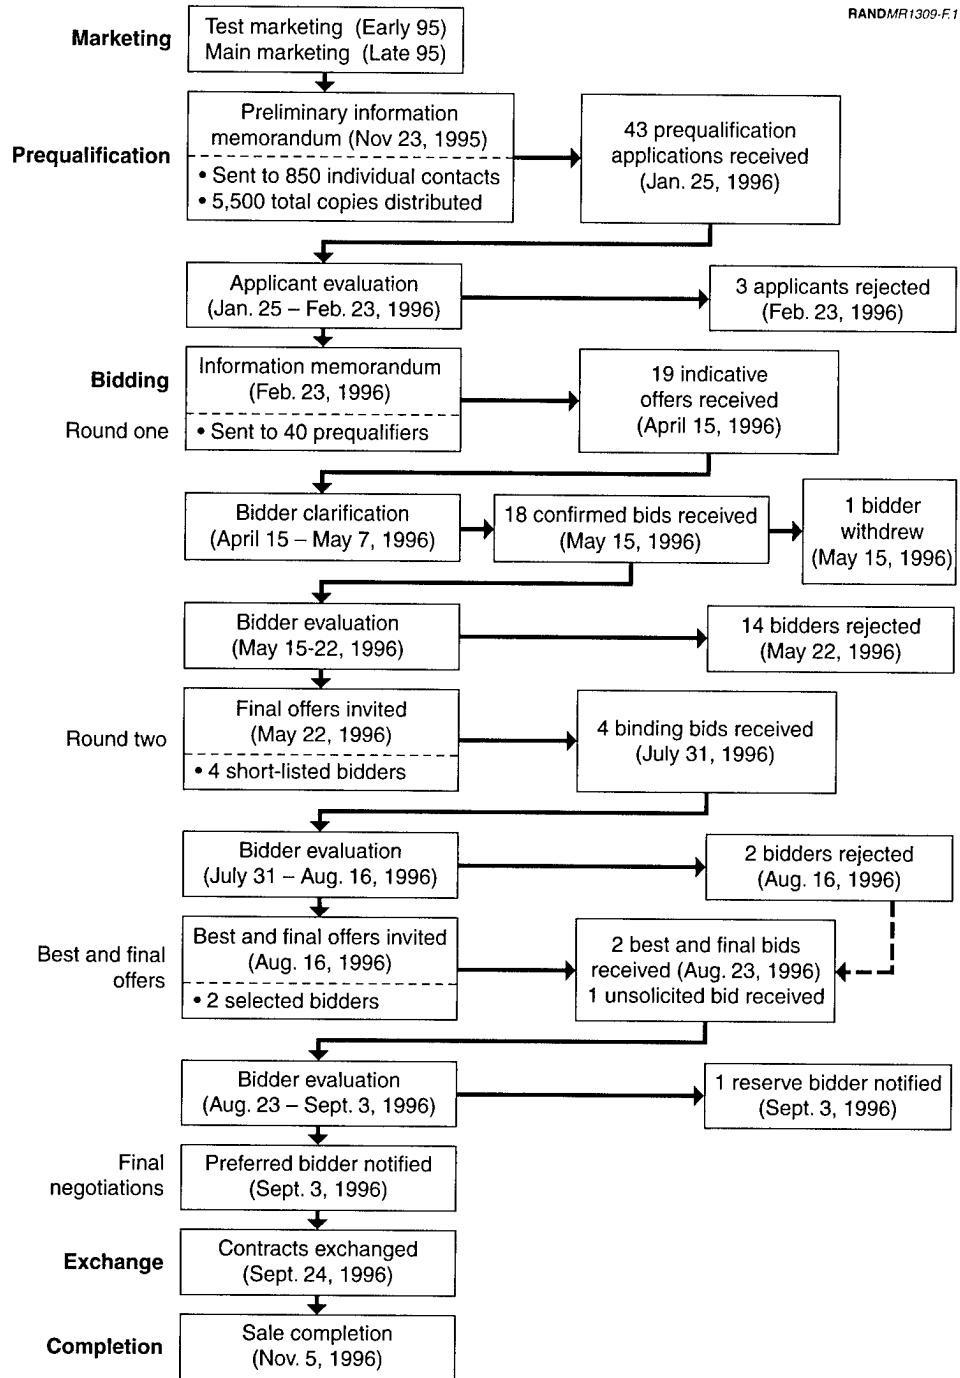 RANDMR1309-F.1
Marketing
Test marketing (Early 95)
Main marketing (Late 95)
Prequalification
Preliminary information
memorandum (Nov 23, 1995)
• Sent to 850 individual contacts
• 5,500 total copies distributed
43 prequalification
applications received
(Jan. 25, 1996)
Applicant evaluation
(Jan. 25 – Feb. 23, 1996)
3 applicants rejected
(Feb. 23, 1996)
Bidding
Round one
Information memorandum
(Feb. 23, 1996)
• Sent to 40 prequalifiers
19 indicative
offers received
(April 15, 1996)
Bidder clarification
(April 15 – May 7, 1996)
18 confirmed bids received
(May 15, 1996)
1 bidder
withdrew
(May 15, 1996)
Bidder evaluation
(May 15-22, 1996)
14 bidders rejected
(May 22, 1996)
Round two
Final offers invited
(May 22, 1996)
• 4 short-listed bidders
4 binding bids received
(July 31, 1996)
Bidder evaluation
(July 31 – Aug. 16, 1996)
2 bidders rejected
(Aug. 16, 1996)
Best and final
offers
Best and final offers invited
(Aug. 16, 1996)
• 2 selected bidders
2 best and final bids
received (Aug. 23, 1996)
1 unsolicited bid received
Bidder evaluation
(Aug. 23 – Sept. 3, 1996)
1 reserve bidder notified
(Sept. 3, 1996)
Final
negotiations
Preferred bidder notified
(Sept. 3, 1996)
Exchange
Contracts exchanged
(Sept. 24, 1996)
Completion
Sale completion
(Nov. 5, 1996)